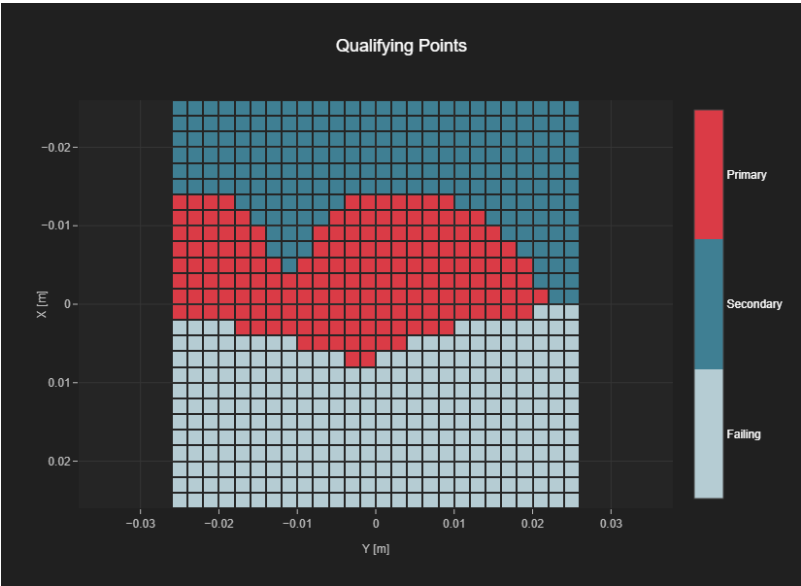 Qualifying Points
−0.02
−0.01
0
0.01
0.02
X [m]
−0.03
−0.02
−0.01
0
0.01
0.02
0.03
Y [m]
Primary
Secondary
Failing